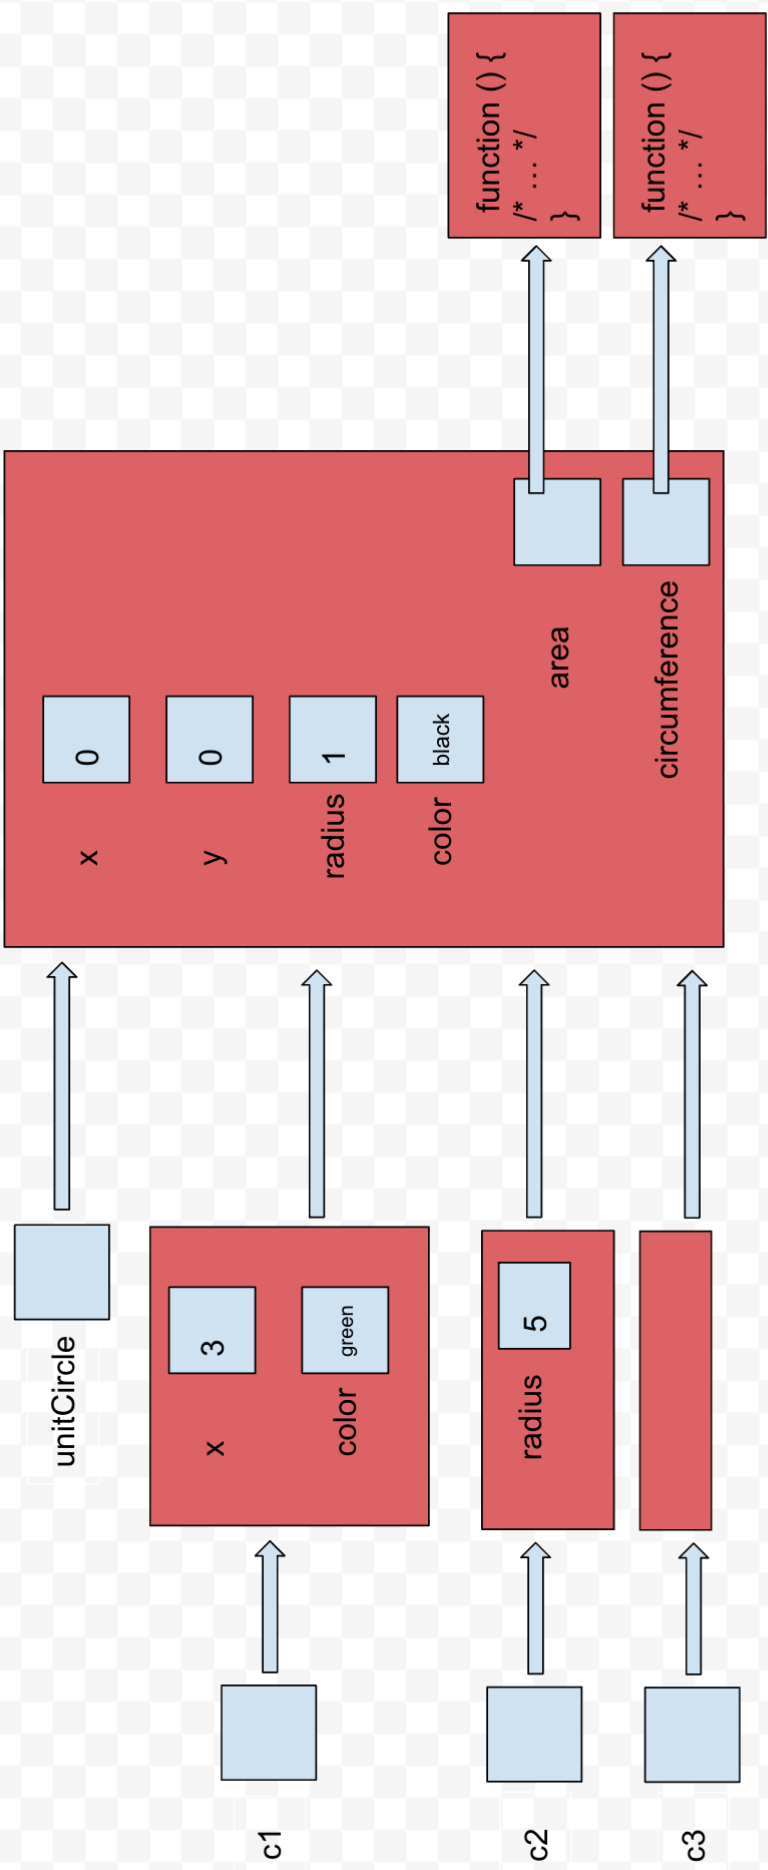 unitCircle
x
0
y
0
radius
1
color
black
area
circumference
function () {
/* … */
}
function () {
/* … */
}
c1
x
3
color
green
c2
radius
5
c3